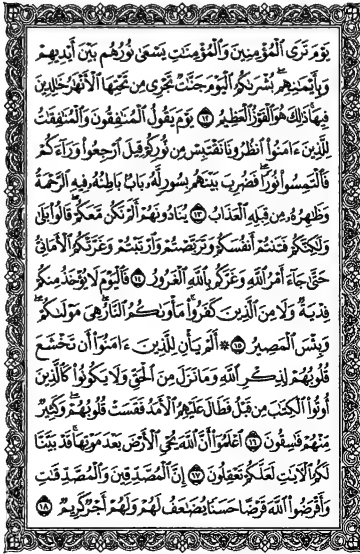 يَوْمَ تَرَى ٱلْمُؤْمِنِينَ وَٱلْمُؤْمِنَٰتِ يَسْعَىٰ نُورُهُم بَيْنَ أَيْدِيهِمْ
وَبِأَيْمَٰنِهِم بُشْرَىٰكُمُ ٱلْيَوْمَ جَنَّٰتٌ تَجْرِى مِن تَحْتِهَا ٱلْأَنْهَٰرُ خَٰلِدِينَ
فِيهَا ذَٰلِكَ هُوَ ٱلْفَوْزُ ٱلْعَظِيمُ ١٢ يَوْمَ يَقُولُ ٱلْمُنَٰفِقُونَ وَٱلْمُنَٰفِقَٰتُ
لِلَّذِينَ ءَامَنُوا۟ ٱنظُرُونَا نَقْتَبِسْ مِن نُّورِكُمْ قِيلَ ٱرْجِعُوا۟ وَرَآءَكُمْ
فَٱلْتَمِسُوا۟ نُورًا فَضُرِبَ بَيْنَهُم بِسُورٍ لَّهُۥ بَابٌۢ بَاطِنُهُۥ فِيهِ ٱلرَّحْمَةُ
وَظَٰهِرُهُۥ مِن قِبَلِهِ ٱلْعَذَابُ ١٣ يُنَادُونَهُمْ أَلَمْ نَكُن مَّعَكُمْ قَالُوا۟ بَلَىٰ
وَلَٰكِنَّكُمْ فَتَنتُمْ أَنفُسَكُمْ وَتَرَبَّصْتُمْ وَٱرْتَبْتُمْ وَغَرَّتْكُمُ ٱلْأَمَانِىُّ
حَتَّىٰ جَآءَ أَمْرُ ٱللَّهِ وَغَرَّكُم بِٱللَّهِ ٱلْغَرُورُ ١٤ فَٱلْيَوْمَ لَا يُؤْخَذُ مِنكُمْ
فِدْيَةٌ وَلَا مِنَ ٱلَّذِينَ كَفَرُوا۟ مَأْوَىٰكُمُ ٱلنَّارُ هِىَ مَوْلَىٰكُمْ
وَبِئْسَ ٱلْمَصِيرُ ١٥ ۞ أَلَمْ يَأْنِ لِلَّذِينَ ءَامَنُوٓا۟ أَن تَخْشَعَ
قُلُوبُهُمْ لِذِكْرِ ٱللَّهِ وَمَا نَزَلَ مِنَ ٱلْحَقِّ وَلَا يَكُونُوا۟ كَٱلَّذِينَ
أُوتُوا۟ ٱلْكِتَٰبَ مِن قَبْلُ فَطَالَ عَلَيْهِمُ ٱلْأَمَدُ فَقَسَتْ قُلُوبُهُمْ وَكَثِيرٌ
مِّنْهُمْ فَٰسِقُونَ ١٦ ٱعْلَمُوٓا۟ أَنَّ ٱللَّهَ يُحْىِ ٱلْأَرْضَ بَعْدَ مَوْتِهَا قَدْ بَيَّنَّا
لَكُمُ ٱلْءَايَٰتِ لَعَلَّكُمْ تَعْقِلُونَ ١٧ إِنَّ ٱلْمُصَّدِّقِينَ وَٱلْمُصَّدِّقَٰتِ
وَأَقْرَضُوا۟ ٱللَّهَ قَرْضًا حَسَنًا يُضَٰعَفُ لَهُمْ وَلَهُمْ أَجْرٌ كَرِيمٌ ١٨